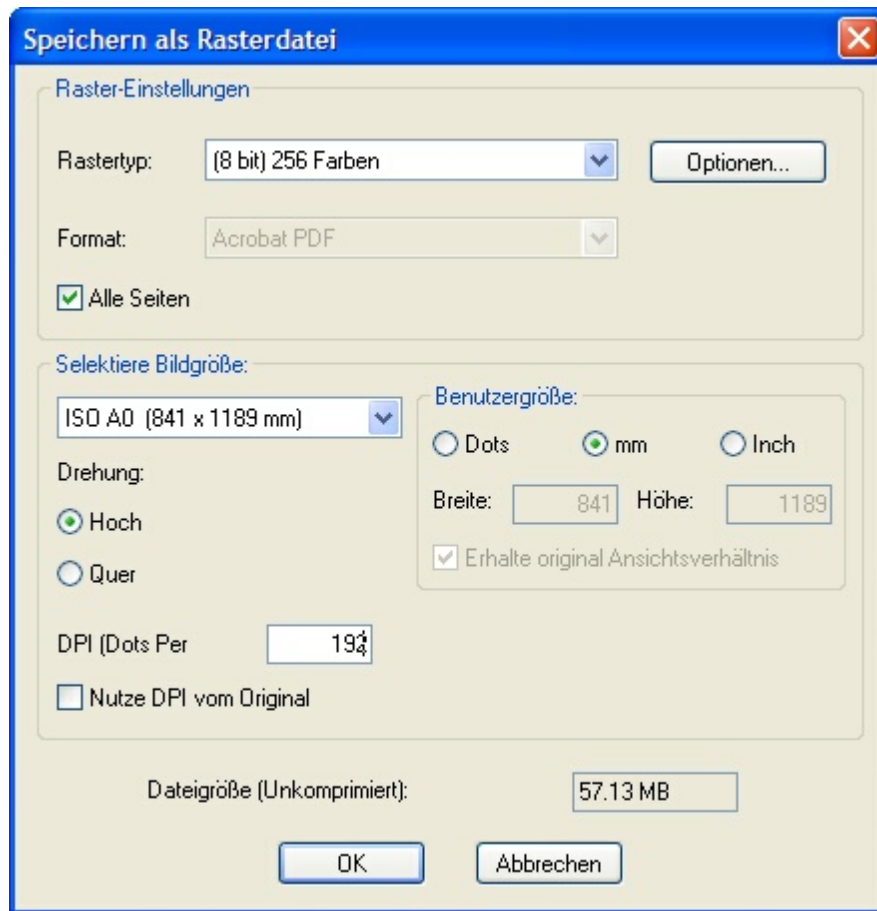 Speichern als Rasterdatei
Raster-Einstellungen
Rastertyp:
(8 bit) 256 Farben
Optionen...
Format:
Acrobat PDF
Alle Seiten
Selektiere Bildgröße:
ISO A0 (841 x 1189 mm)
Benutzergröße:
Dots
mm
Inch
Drehung:
Breite:
841
Höhe:
1189
Hoch
Erhalte original Ansichtsverhältnis
Quer
DPI (Dots Per
Nutze DPI vom Original
Dateigröße (Unkomprimiert):
57.13 MB
OK
Abbrechen